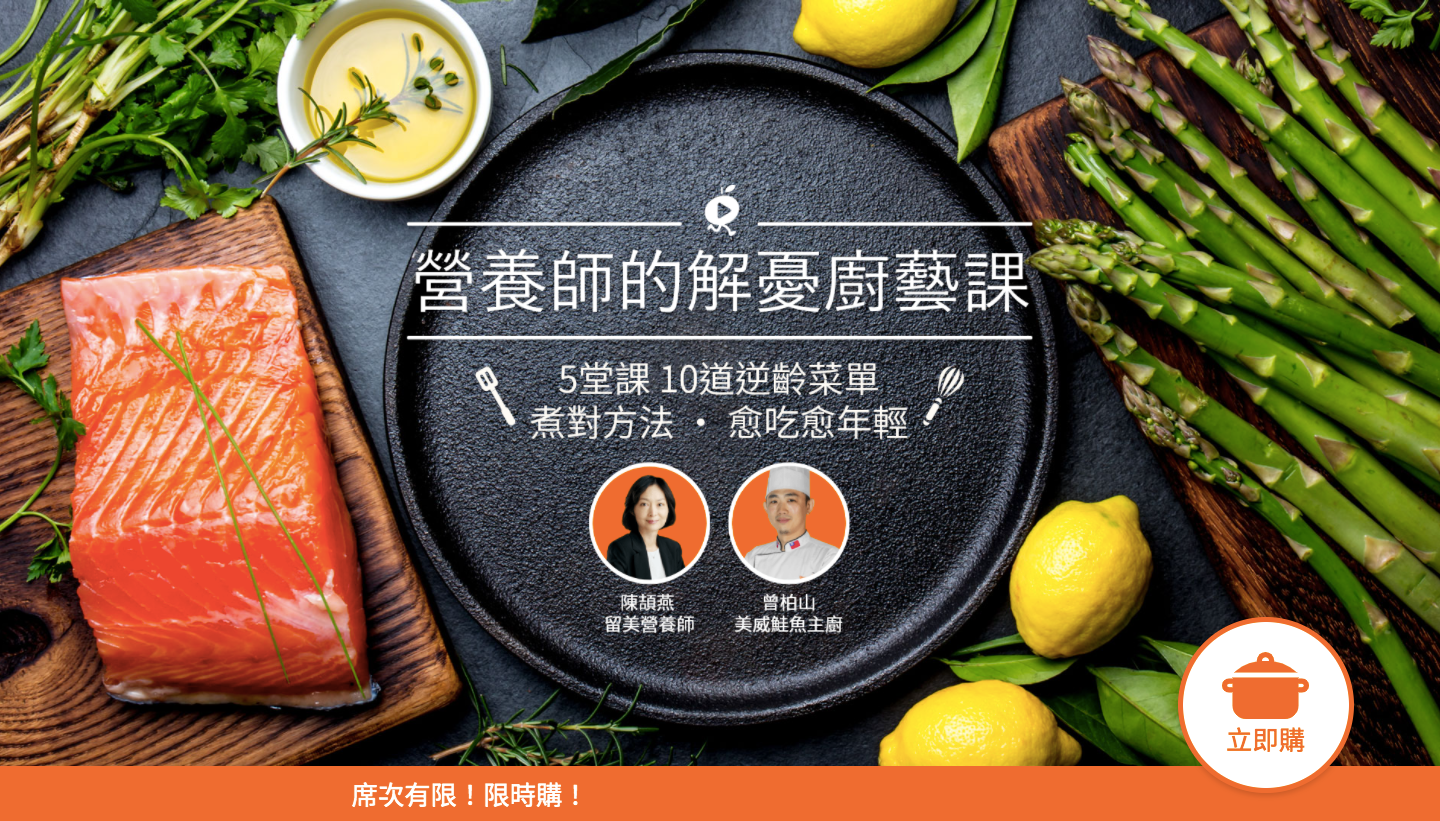 營養師的解憂廚藝課
5堂課 10道逆齡菜單
煮對方法 · 愈吃愈年輕
陳頡燕
留美營養師
曾柏山
美威鮭魚主廚
立即購
席次有限！限時購！